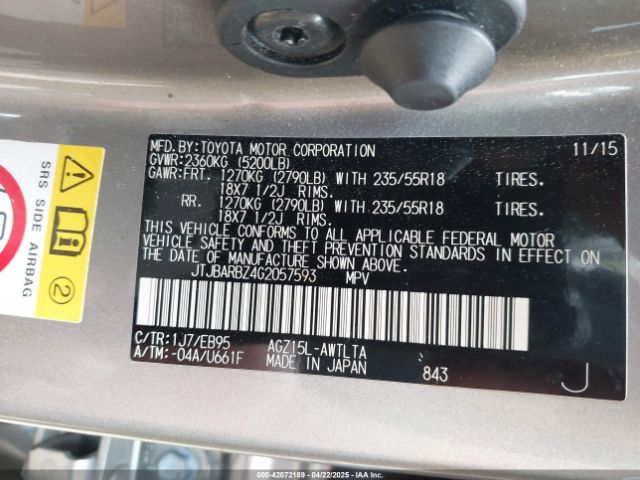 MFD.BY:TOYOTA MOTOR CORPORATION 11/15
GVWR:2360KG (5200LB)
GAWR:FRT. 1270KG (2790LB) WITH 235/55R18 TIRES.
18X7 1/2J RIMS.
RR. 1270KG (2790LB) WITH 235/55R18 TIRES.
18X7 1/2J RIMS.
THIS VEHICLE CONFORMS TO ALL APPLICABLE FEDERAL MOTOR
VEHICLE SAFETY AND THEFT PREVENTION STANDARDS IN EFFECT ON
THE DATE OF MANUFACTURE SHOWN ABOVE.
JTJBARBZ4G2057593 MPV
C/TR:1J7/EB95 AGZ15L-AWTLTA
A/TM:-04A/U661F MADE IN JAPAN 843 J
SRS SIDE AIRBAG
2
000-42072189 - 04/22/2025 - IAAI.COM